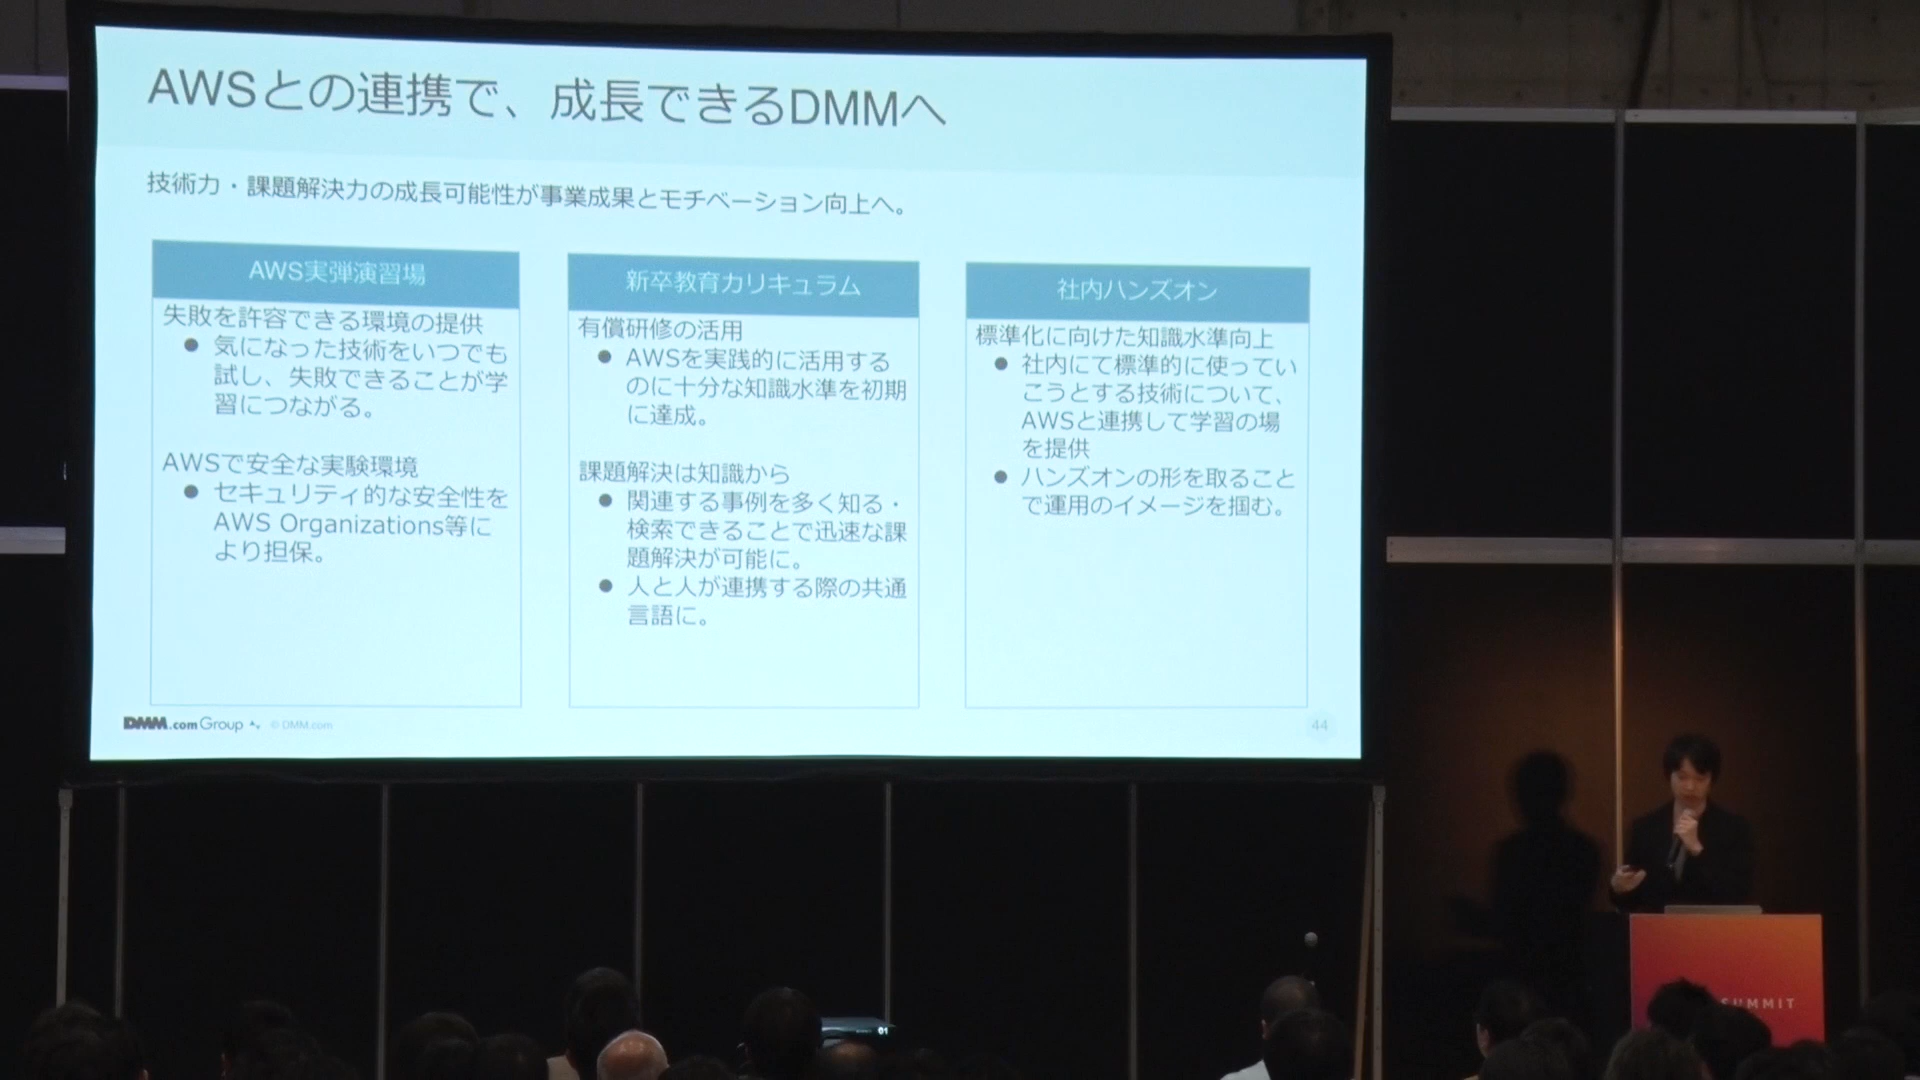 AWSとの連携で、成長できるDMMへ
技術力・課題解決力の成長可能性が事業成果とモチベーション向上へ。
AWS実弾演習場
失敗を許容できる環境の提供
● 気になった技術をいつでも
試し、失敗できることが学
習につながる。
AWSで安全な実験環境
● セキュリティ的な安全性を
AWS Organizations等に
より担保。
新卒教育カリキュラム
有償研修の活用
● AWSを実践的に活用する
のに十分な知識水準を初期
に達成。
課題解決は知識から
● 関連する事例を多く知る・
検索できることで迅速な課
題解決が可能に。
● 人と人が連携する際の共通
言語に。
社内ハンズオン
標準化に向けた知識水準向上
● 社内にて標準的に使ってい
こうとする技術について、
AWSと連携して学習の場
を提供
● ハンズオンの形を取ること
で運用のイメージを掴む。
DMM.com Group © DMM.com
44
SUMMIT
01